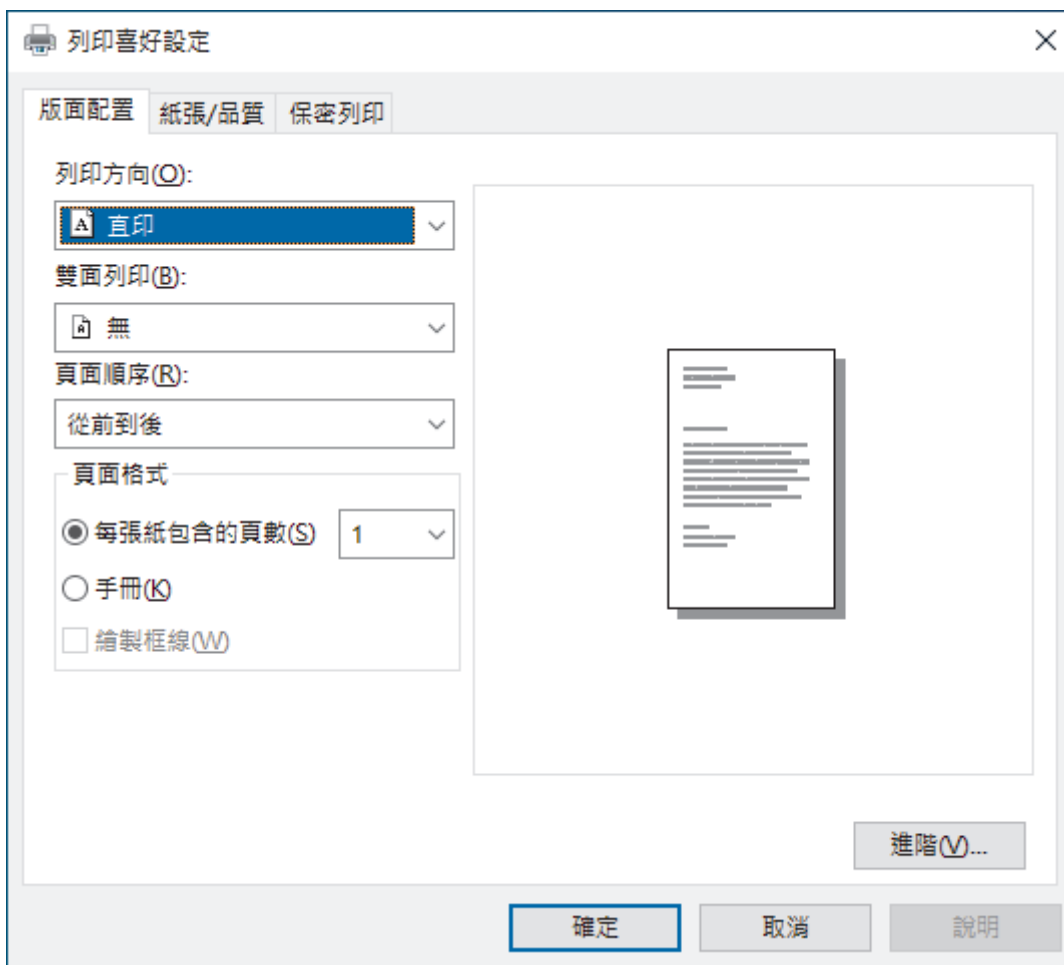 列印喜好設定
版面配置 紙張/品質 保密列印
列印方向(O):
A 直印
雙面列印(B):
A 無
頁面順序(R):
從前到後
頁面格式
每張紙包含的頁數(S) 1
手冊(K)
繪製框線(W)
進階(V)...
確定 取消 說明